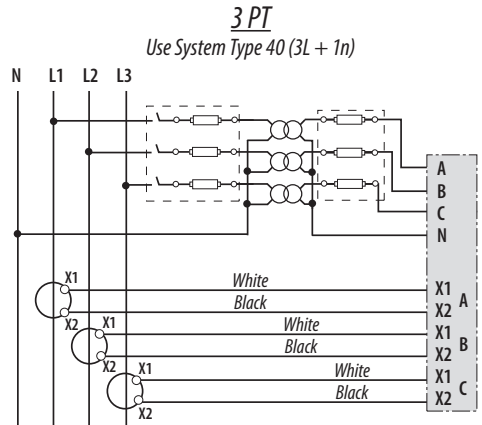 3 PT
Use System Type 40 (3L + 1n)
N L1 L2 L3
A
B
C
N
X1 White X1 A
Black X2
X2 X1 White X1 B
Black X2
X2 X1 White X1 C
Black X2
X2